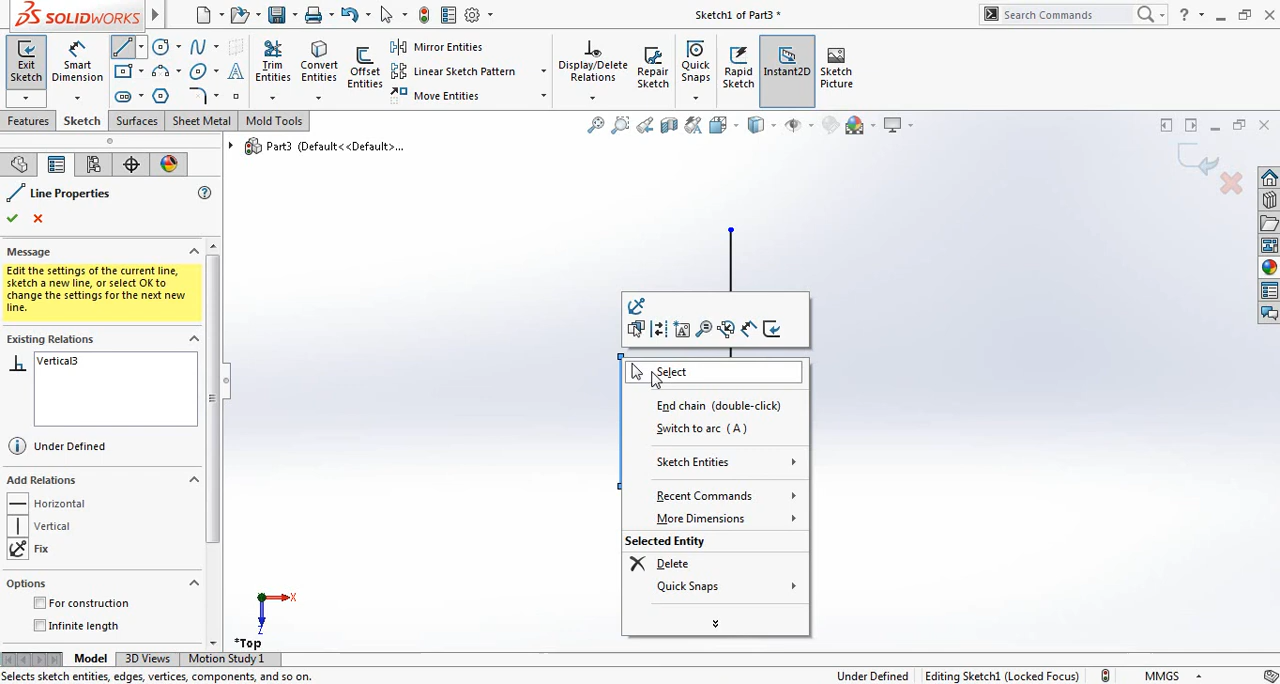 SOLIDWORKS
Sketch1 of Part3 *
Search Commands
?
Exit
Sketch
Smart
Dimension
Trim
Entities
Convert
Entities
Offset
Entities
Mirror Entities
Linear Sketch Pattern
Move Entities
Display/Delete
Relations
Repair
Sketch
Quick
Snaps
Rapid
Sketch
Instant2D
Sketch
Picture
Features
Sketch
Surfaces
Sheet Metal
Mold Tools
Part3 (Default<<Default>...
Line Properties
?
Message
Edit the settings of the current line,
sketch a new line, or select OK to
change the settings for the next new
line.
Existing Relations
Vertical3
Under Defined
Add Relations
Horizontal
Vertical
Fix
Options
For construction
Infinite length
Select
End chain (double-click)
Switch to arc ( A )
Sketch Entities
Recent Commands
More Dimensions
Selected Entity
Delete
Quick Snaps
X
Z
*Top
Model
3D Views
Motion Study 1
Selects sketch entities, edges, vertices, components, and so on.
Under Defined
Editing Sketch1 (Locked Focus)
MMGS